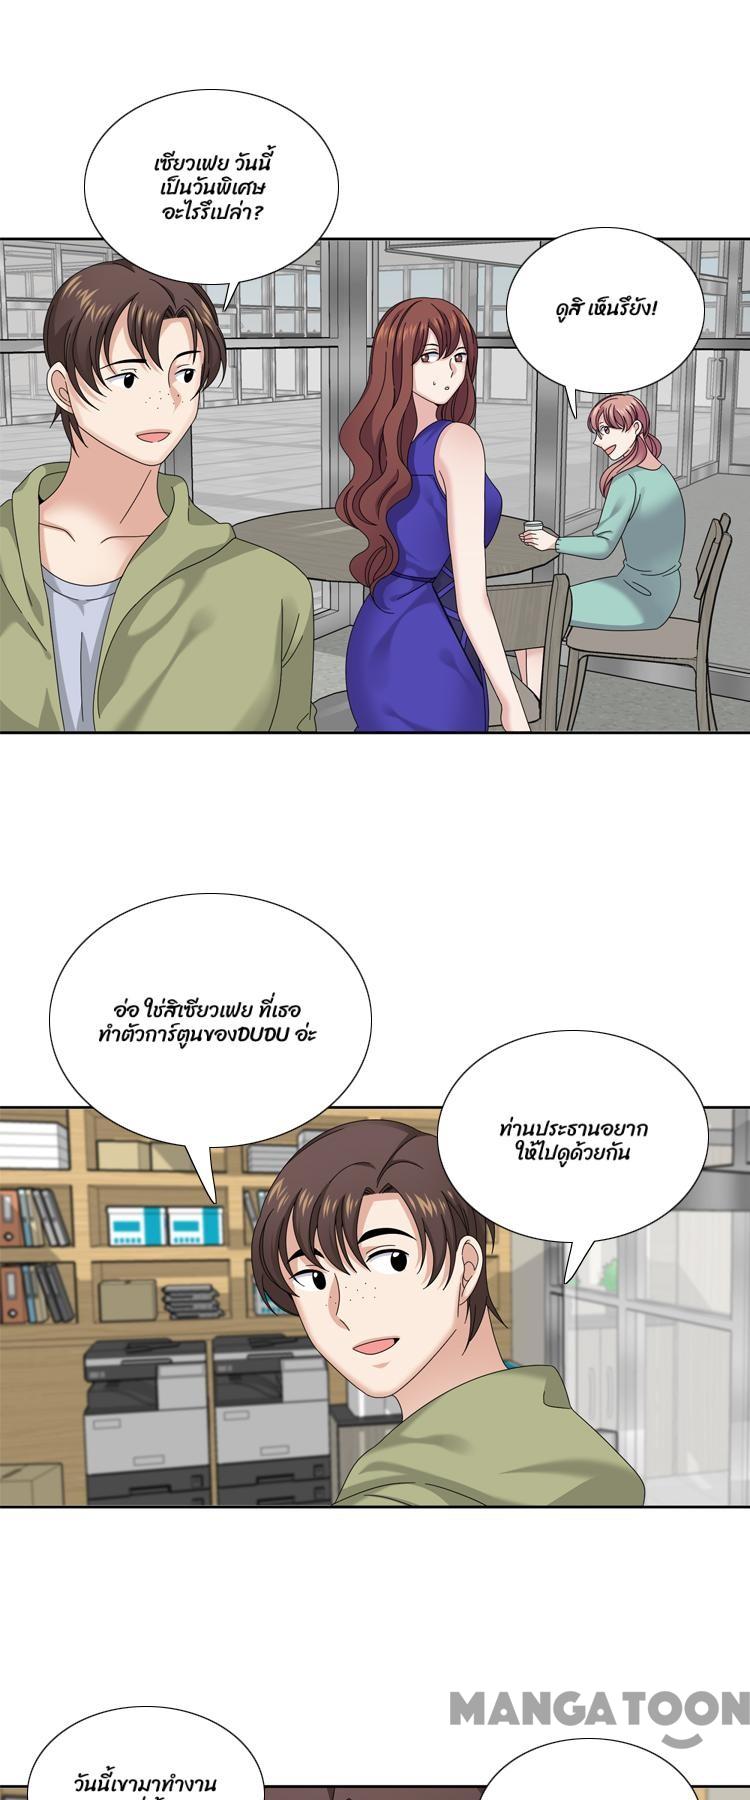 เซียวเฟย วันนี้
เป็นวันพิเศษ
อะไรรึเปล่า?
ดูสิ เห็นรึยัง!
อ่อ ใช่สิเซียวเฟย ที่เธอ
ทำตัวการ์ตูนของDUDU อ่ะ
ท่านประธานอยาก
ให้ไปดูด้วยกัน
MANGATOON
วันนี้เขามาทำงาน